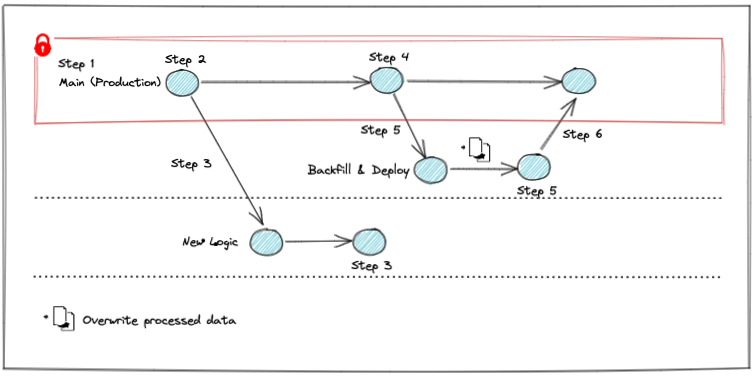 Step 1
Step 2
Step 4
Main (Production)
Step 5
Step 6
Step 3
Backfill & Deploy
*
Step 5
New Logic
Step 3
* Overwrite processed data